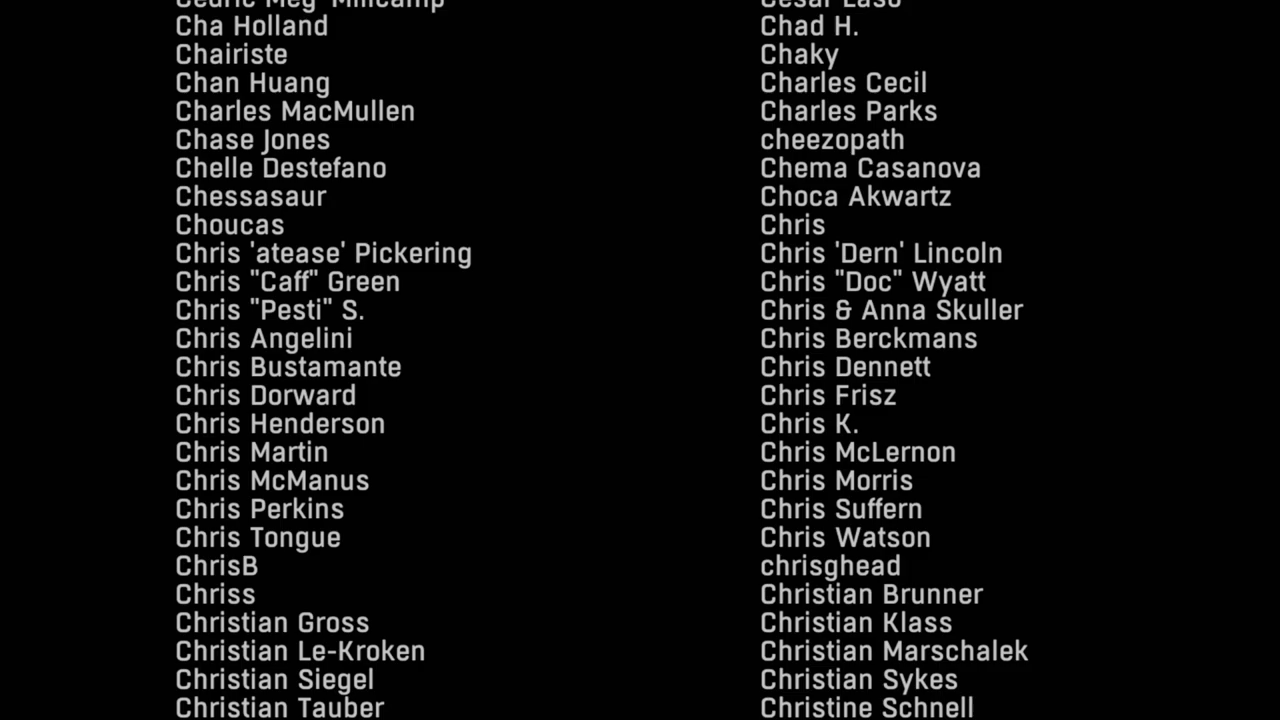 Cedric 'Meg' Millcamp
César Laso
Cha Holland
Chad H.
Chairiste
Chaky
Chan Huang
Charles Cecil
Charles MacMullen
Charles Parks
Chase Jones
cheezopath
Chelle Destefano
Chema Casanova
Chessasaur
Choca Akwartz
Choucas
Chris
Chris 'atease' Pickering
Chris 'Dern' Lincoln
Chris "Caff" Green
Chris "Doc" Wyatt
Chris "Pesti" S.
Chris & Anna Skuller
Chris Angelini
Chris Berckmans
Chris Bustamante
Chris Dennett
Chris Dorward
Chris Frisz
Chris Henderson
Chris K.
Chris Martin
Chris McLernon
Chris McManus
Chris Morris
Chris Perkins
Chris Suffern
Chris Tongue
Chris Watson
ChrisB
chrisghead
Chriss
Christian Brunner
Christian Gross
Christian Klass
Christian Le-Kroken
Christian Marschalek
Christian Siegel
Christian Sykes
Christian Tauber
Christine Schnell